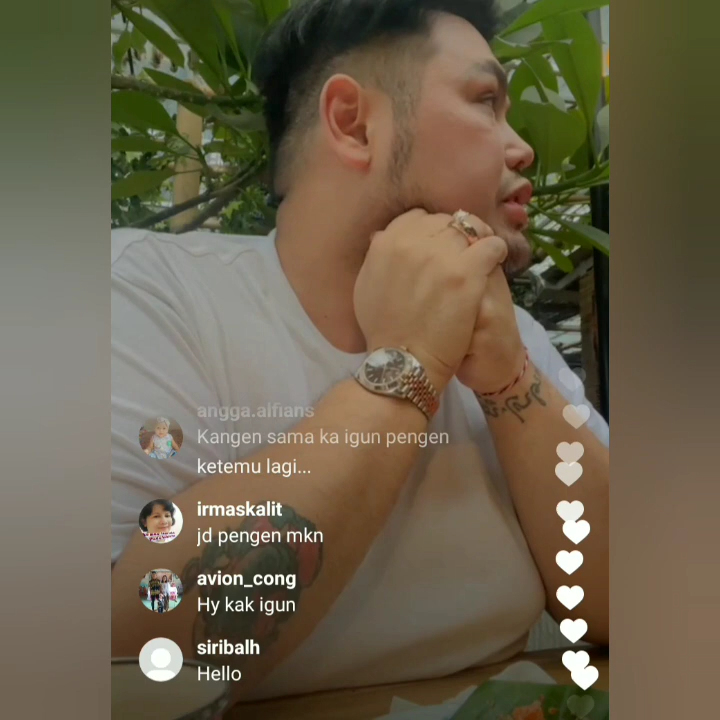 angga.alfians
Kangen sama ka igun pengen
ketemu lagi...
irmaskalit
jd pengen mkn
avion_cong
Hy kak igun
siribalh
Hello